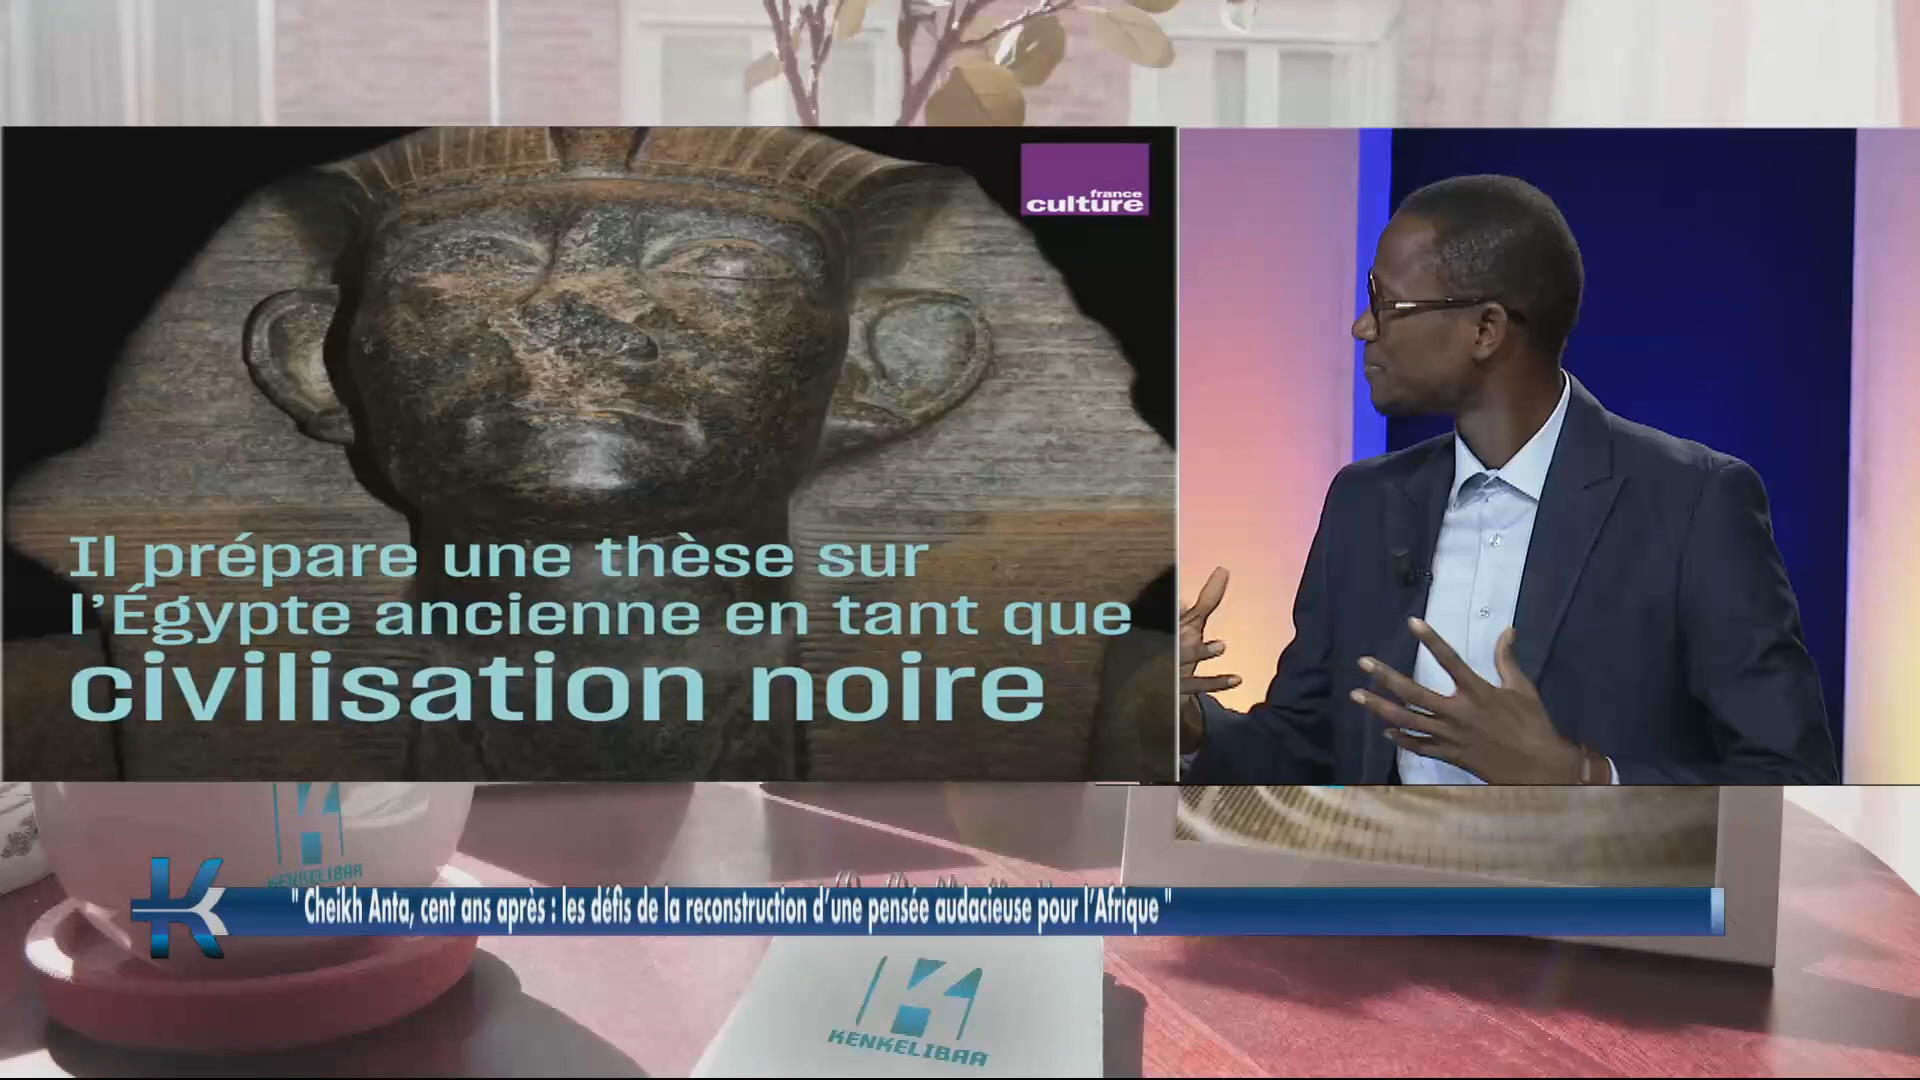 france
culture
Il prépare une thèse sur
l'Égypte ancienne en tant que
civilisation noire
KENKELIBAA
" Cheikh Anta, cent ans après : les défis de la reconstruction d'une pensée audacieuse pour l'Afrique "
KENKELIBAA